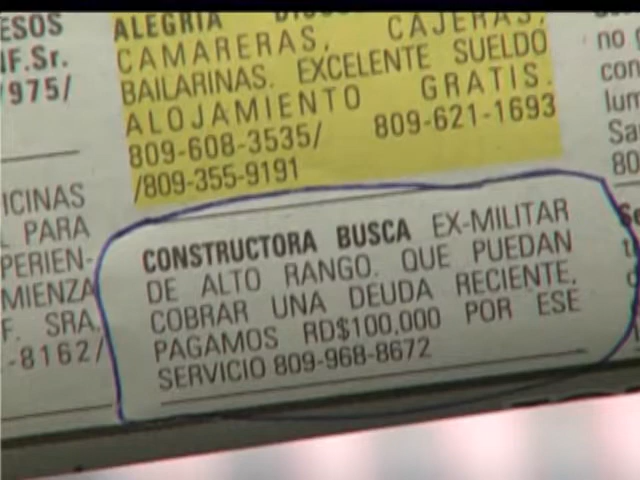 ESOS
NF.Sr.
/975/
ICINAS
PARA
PERIEN-
MIENZA
F. SRA.
-8162/
ALEGRIA
CAMARERAS, CAJERAS,
BAILARINAS. EXCELENTE SUELDO
ALOJAMIENTO GRATIS.
809-608-3535/ 809-621-1693
/809-355-9191
CONSTRUCTORA BUSCA EX-MILITAR
DE ALTO RANGO. QUE PUEDAN
COBRAR UNA DEUDA RECIENTE.
PAGAMOS RD$100,000 POR ESE
SERVICIO 809-968-8672
no
con
lum
Sa
80